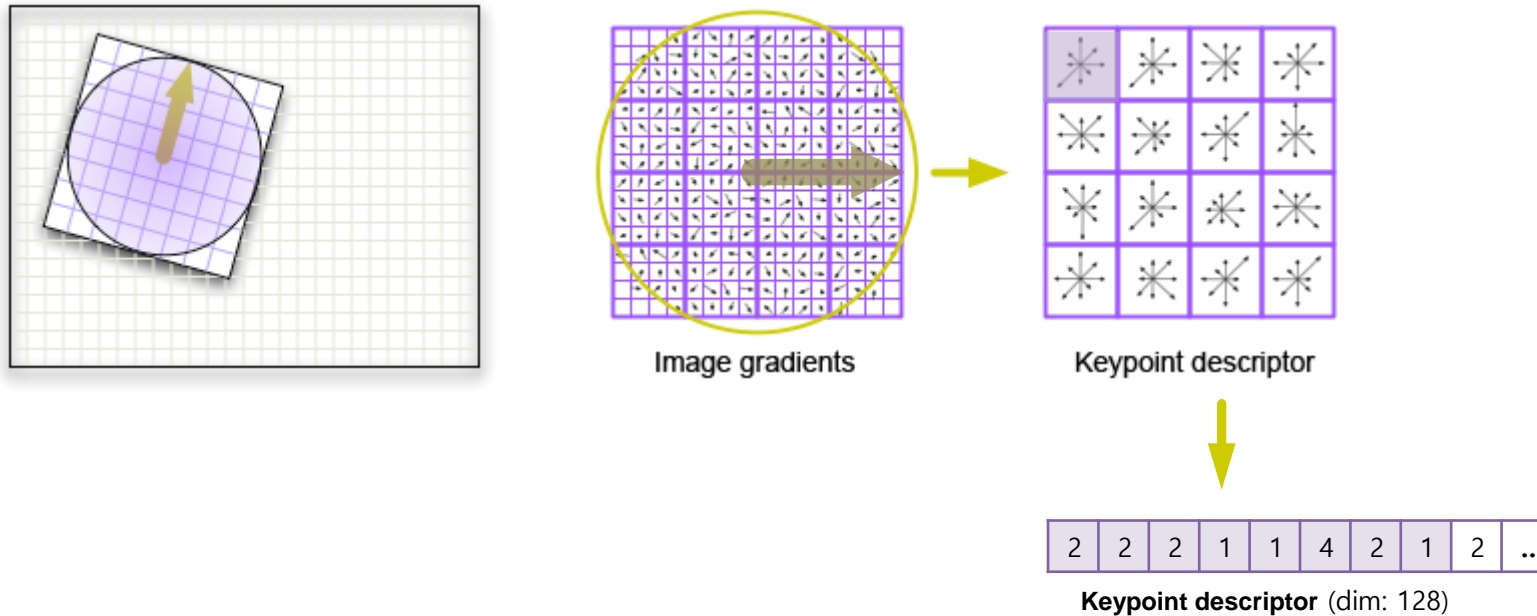 Image gradients
Keypoint descriptor
2 2 2 1 1 4 2 1 2 ..
Keypoint descriptor (dim: 128)